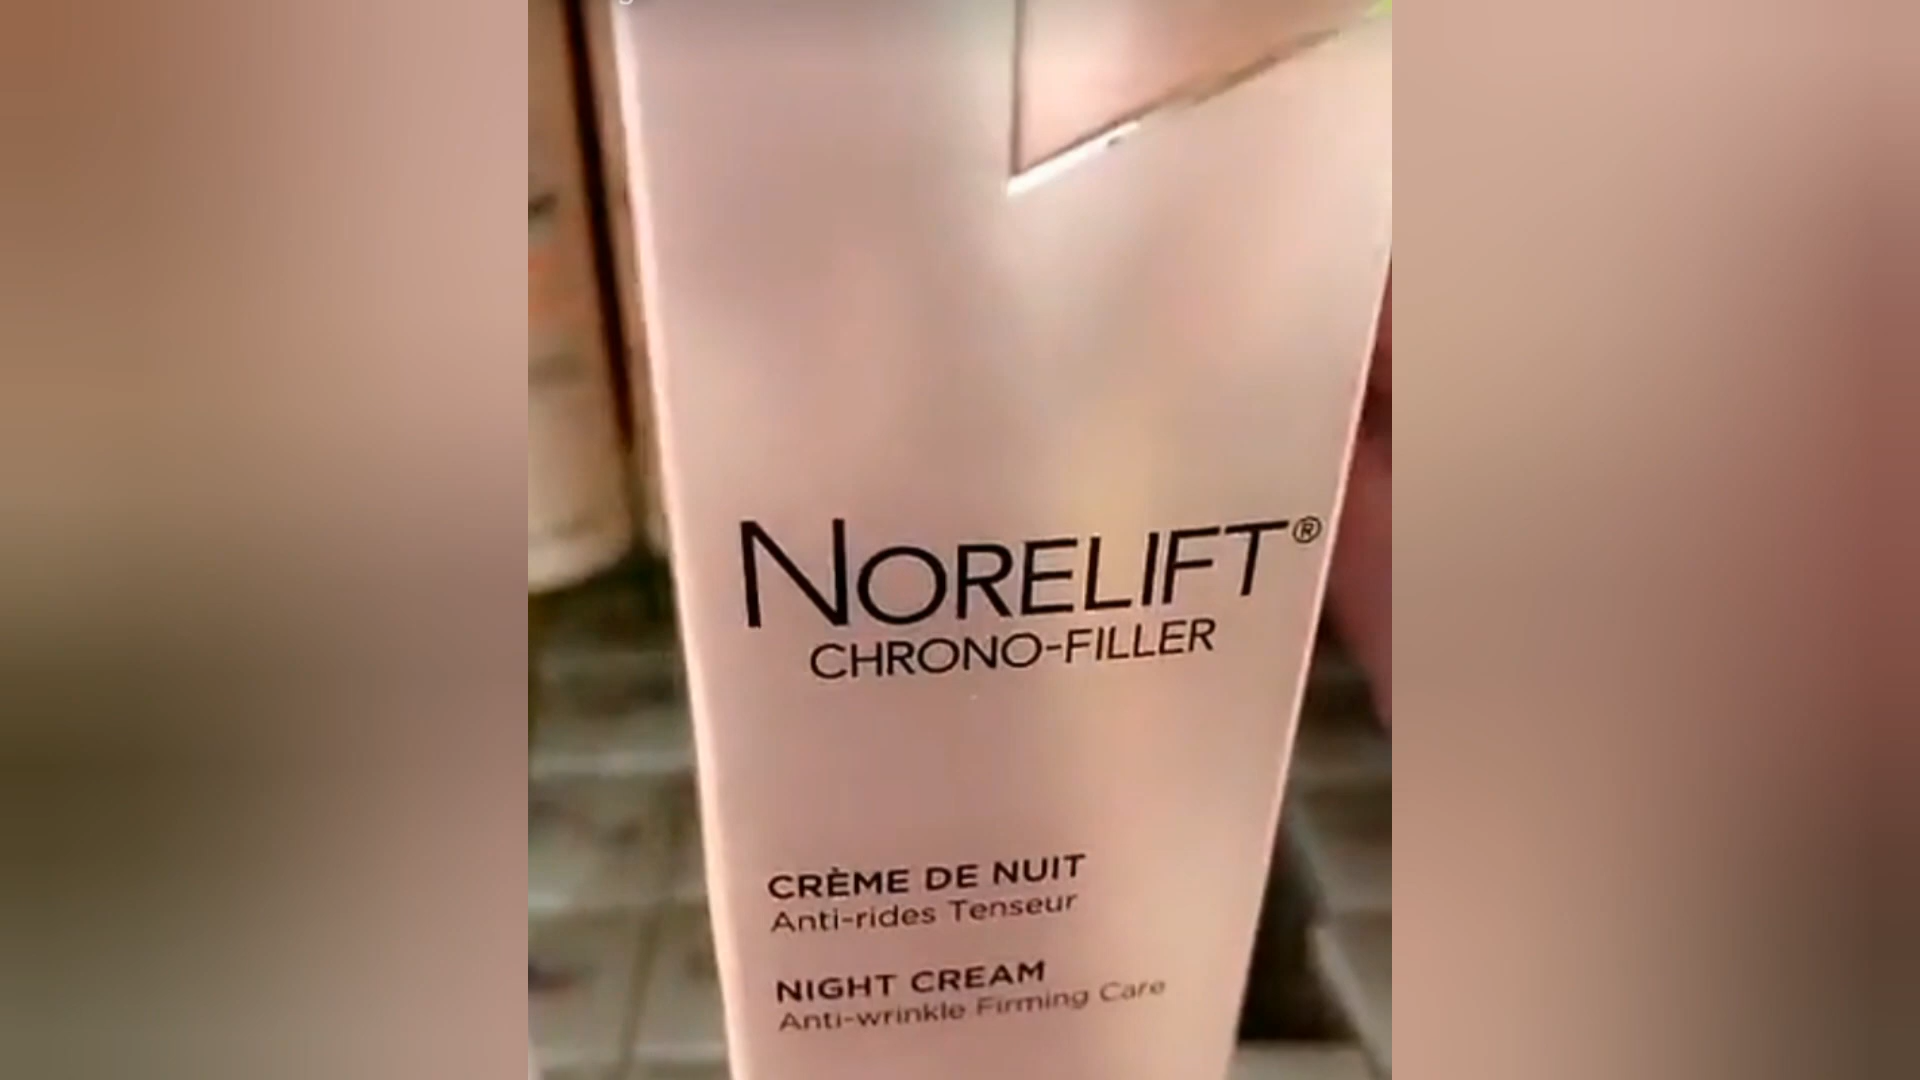 NORELIFT®
CHRONO-FILLER
CRÈME DE NUIT
Anti-rides Tenseur
NIGHT CREAM
Anti-wrinkle Firming Care